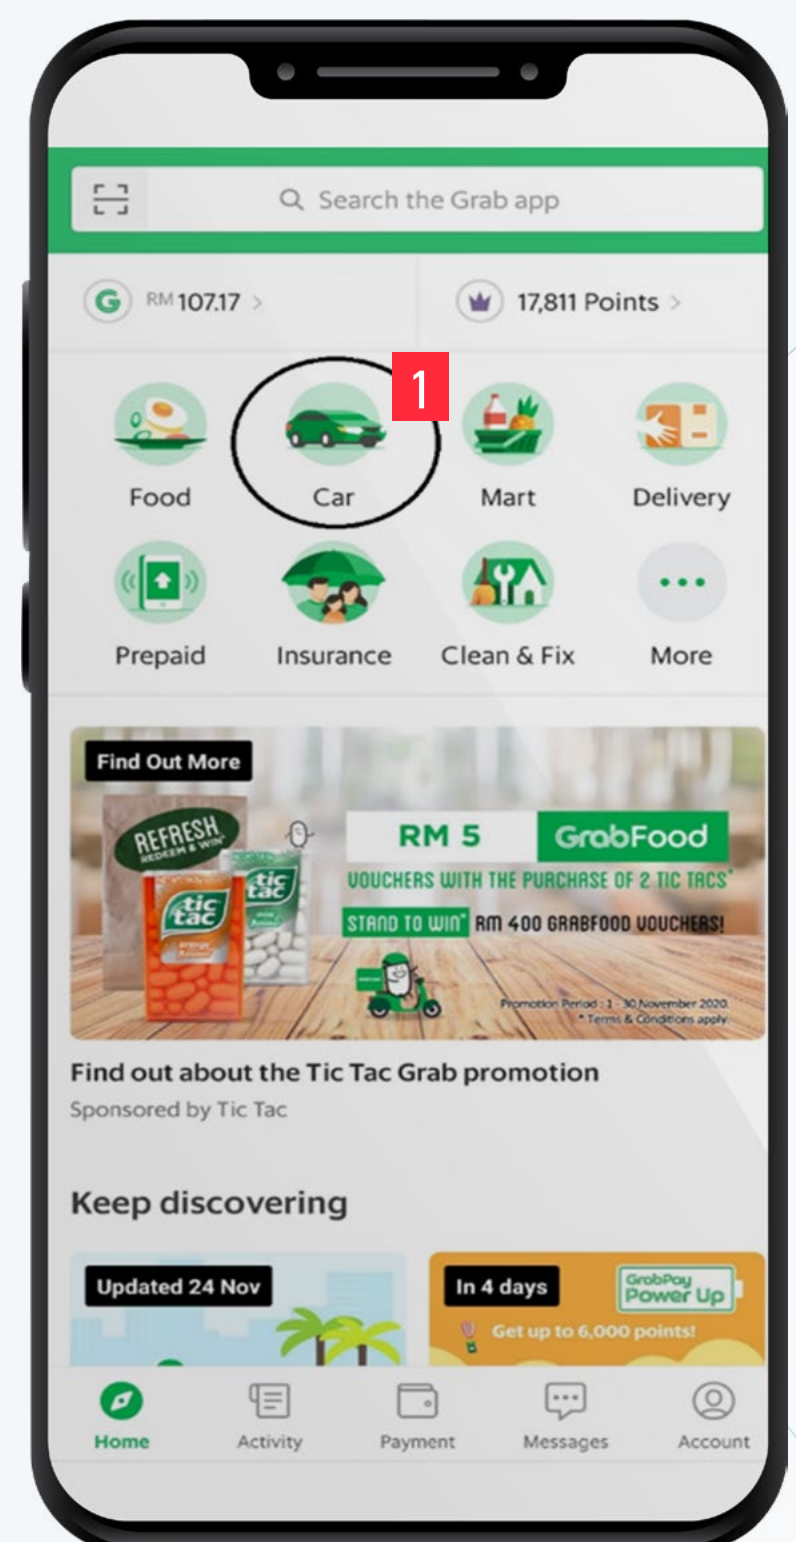 Search the Grab app
G RM 107.17 > 17,811 Points >
1
Food Car Mart Delivery
Prepaid Insurance Clean & Fix More
Find Out More
REFRESH
REDEEM & WIN*
tic
tac
tic
tac
orange
RM 5 GrabFood
VOUCHERS WITH THE PURCHASE OF 2 TIC TACS*
STAND TO WIN* RM 400 GRABFOOD VOUCHERS!
Promotion Period : 1 - 30 November 2020.
* Terms & Conditions apply.
Find out about the Tic Tac Grab promotion
Sponsored by Tic Tac
Keep discovering
Updated 24 Nov
In 4 days
GrabPay
Power Up
Get up to 6,000 points!
Home Activity Payment Messages Account